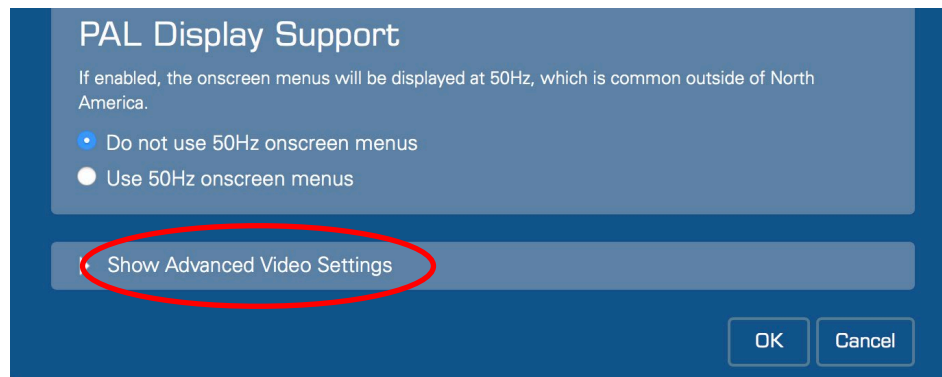 PAL Display Support
If enabled, the onscreen menus will be displayed at 50Hz, which is common outside of North
America.
Do not use 50Hz onscreen menus
Use 50Hz onscreen menus
Show Advanced Video Settings
OK Cancel